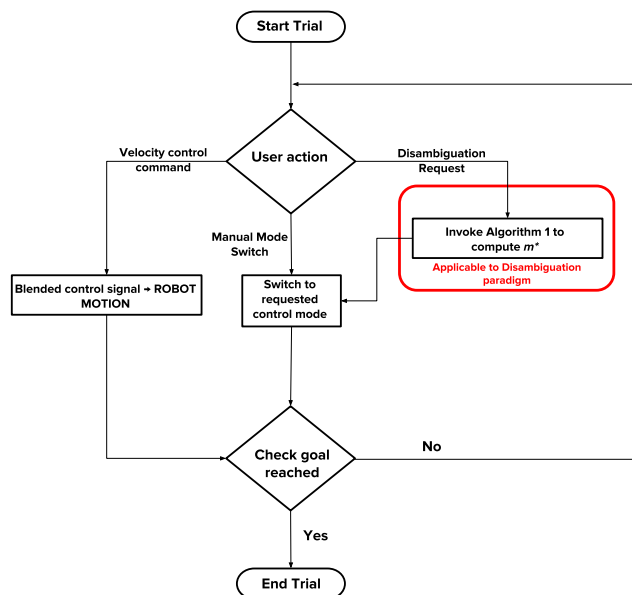 Start Trial
User action
Velocity control
command
Disambiguation
Request
Manual Mode
Switch
Invoke Algorithm 1 to
compute m*
Applicable to Disambiguation
paradigm
Blended control signal → ROBOT
MOTION
Switch to
requested
control mode
Check goal
reached
No
Yes
End Trial